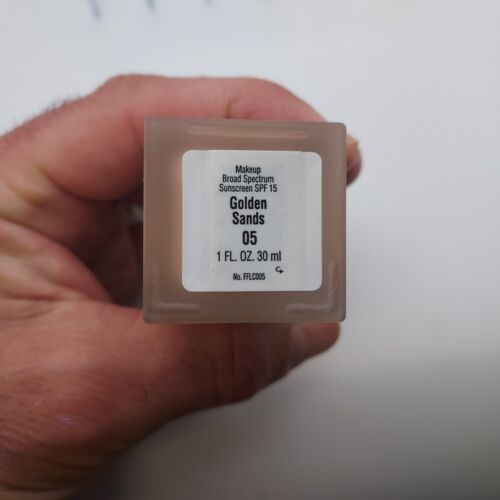 Makeup
Broad Spectrum
Sunscreen SPF 15
Golden
Sands
05
1 FL. OZ. 30 ml
No. FFLC005